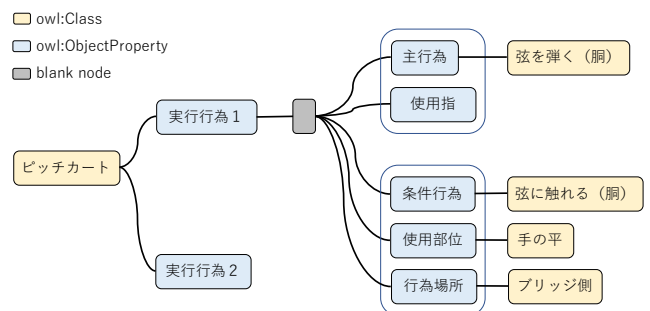 owl:Class
owl:ObjectProperty
blank node
ピッチカート
実行行為１
実行行為２
主行為
弦を弾く（胴）
使用指
条件行為
弦に触れる（胴）
使用部位
手の平
行為場所
ブリッジ側